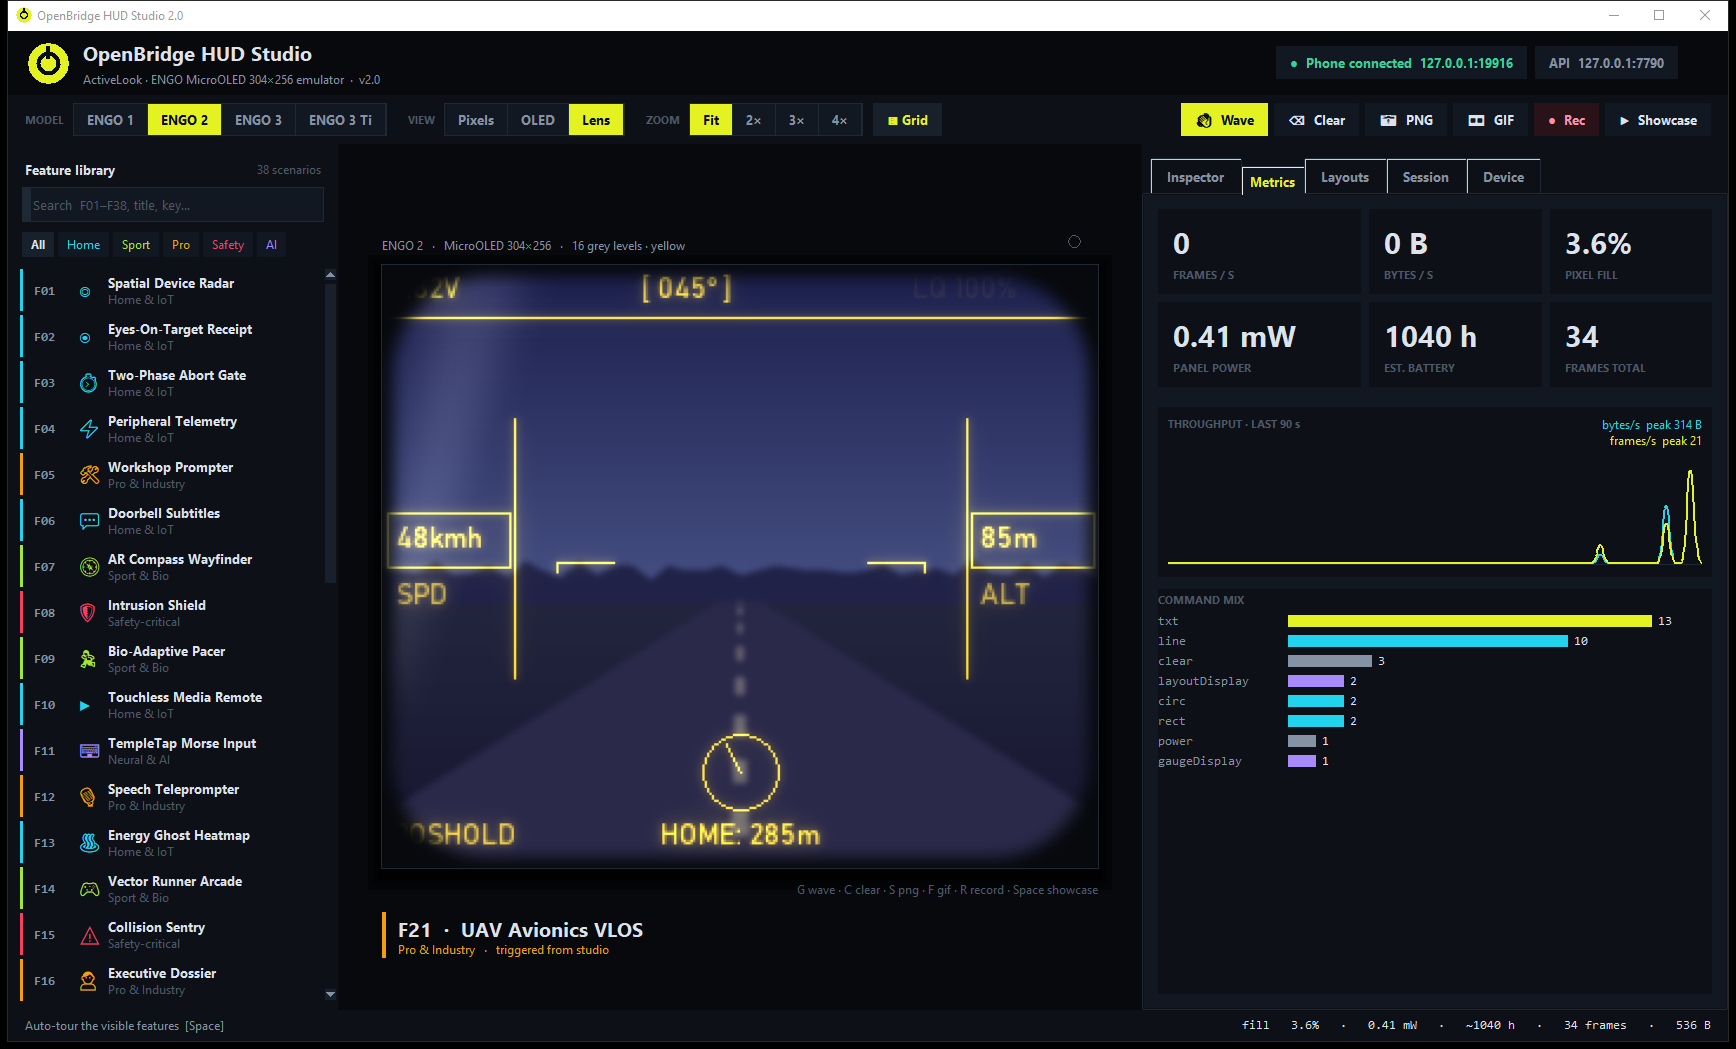 OpenBridge HUD Studio 2.0
OpenBridge HUD Studio
ActiveLook · ENGO MicroOLED 304×256 emulator · v2.0
● Phone connected 127.0.0.1:19916
API 127.0.0.1:7790
MODEL ENGO 1 ENGO 2 ENGO 3 ENGO 3 Ti VIEW Pixels OLED Lens ZOOM Fit 2× 3× 4× Grid
Wave Clear PNG GIF Rec Showcase
Feature library 38 scenarios
Search F01–F38, title, key...
All Home Sport Pro Safety AI
F01 Spatial Device Radar
Home & IoT
F02 Eyes-On-Target Receipt
Home & IoT
F03 Two-Phase Abort Gate
Home & IoT
F04 Peripheral Telemetry
Home & IoT
F05 Workshop Prompter
Pro & Industry
F06 Doorbell Subtitles
Home & IoT
F07 AR Compass Wayfinder
Sport & Bio
F08 Intrusion Shield
Safety-critical
F09 Bio-Adaptive Pacer
Sport & Bio
F10 Touchless Media Remote
Home & IoT
F11 TempleTap Morse Input
Neural & AI
F12 Speech Teleprompter
Pro & Industry
F13 Energy Ghost Heatmap
Home & IoT
F14 Vector Runner Arcade
Sport & Bio
F15 Collision Sentry
Safety-critical
F16 Executive Dossier
Pro & Industry
Auto-tour the visible features [Space]
ENGO 2 · MicroOLED 304×256 · 16 grey levels · yellow
2V [ 045° ] LQ 100%
48kmh 85m
SPD ALT
OSHOLD HOME: 285m
G wave · C clear · S png · F gif · R record · Space showcase
F21 · UAV Avionics VLOS
Pro & Industry · triggered from studio
Inspector Metrics Layouts Session Device
0 0 B 3.6%
FRAMES / S BYTES / S PIXEL FILL
0.41 mW 1040 h 34
PANEL POWER EST. BATTERY FRAMES TOTAL
THROUGHPUT · LAST 90 s
bytes/s peak 314 B
frames/s peak 21
COMMAND MIX
txt 13
line 10
clear 3
layoutDisplay 2
circ 2
rect 2
power 1
gaugeDisplay 1
fill 3.6% · 0.41 mW · ~1040 h · 34 frames · 536 B